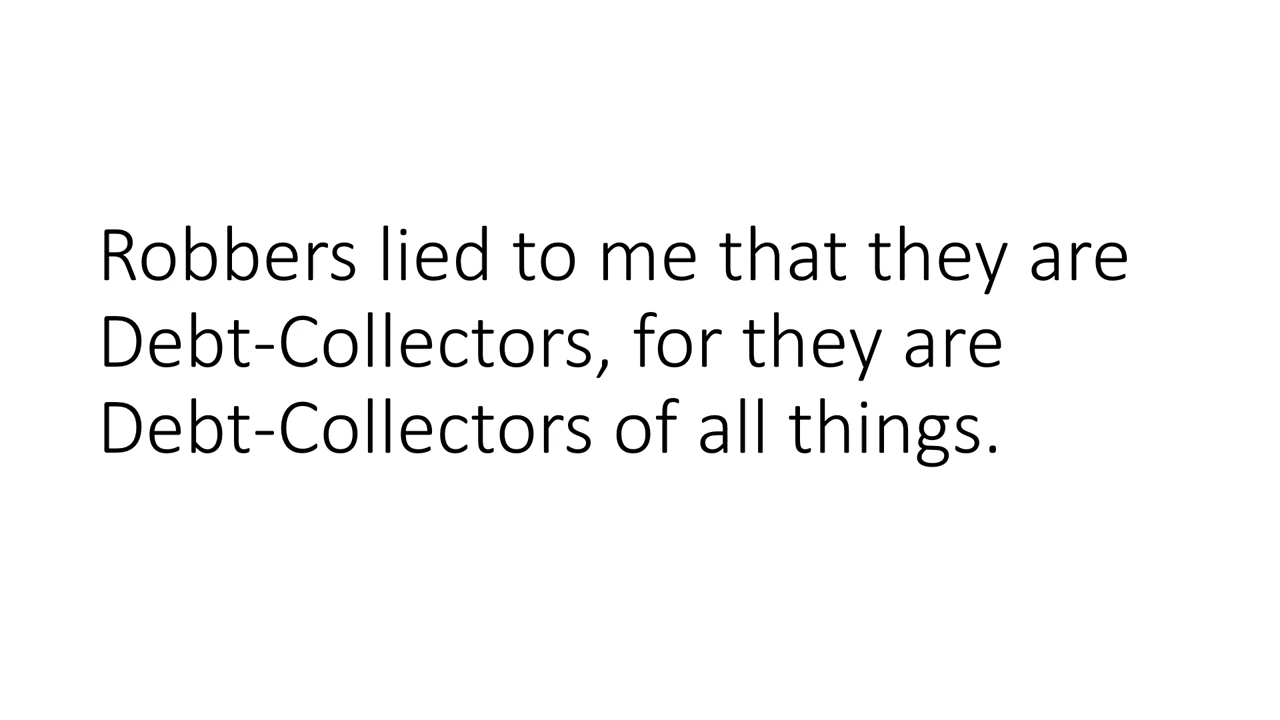 Robbers lied to me that they are
Debt-Collectors, for they are
Debt-Collectors of all things.